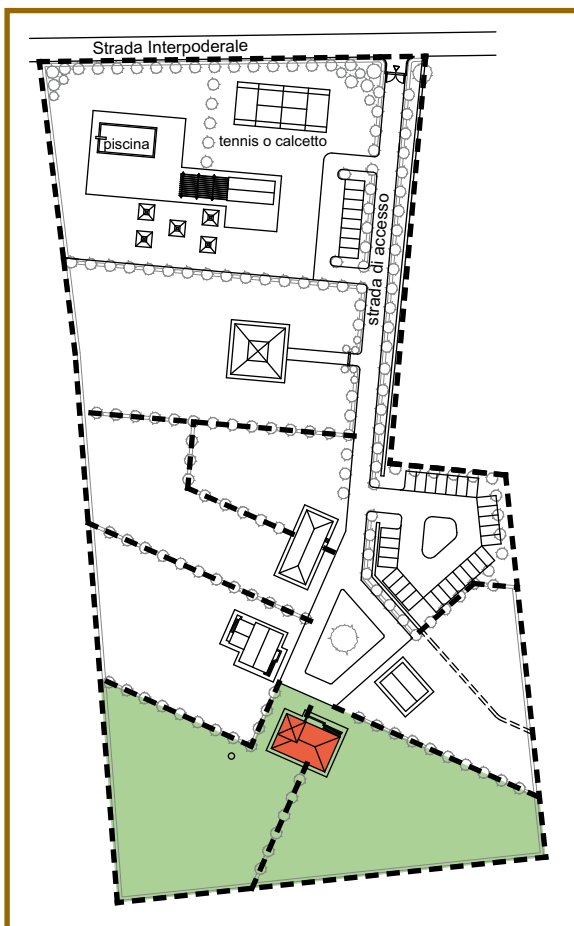 Strada Interpoderale
piscina
tennis o calcetto
strada di accesso